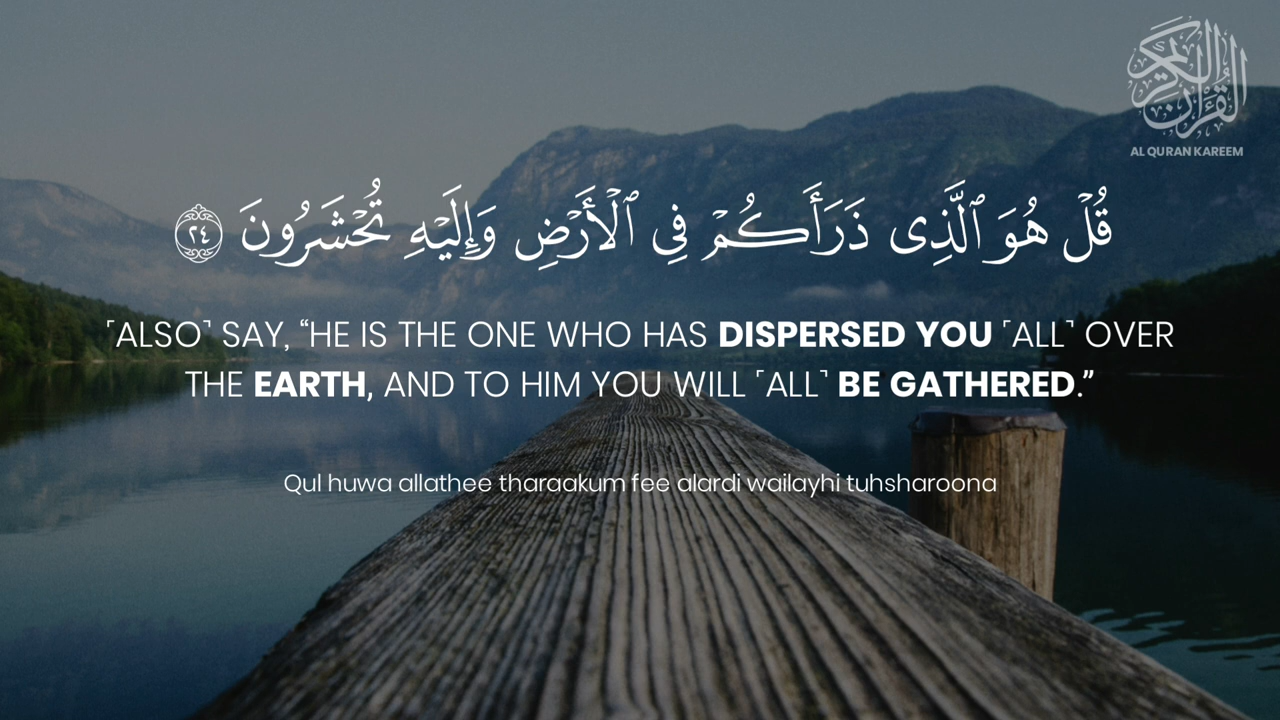 القرآن الكريم
AL QURAN KAREEM
قُلْ هُوَ ٱلَّذِى ذَرَأَكُمْ فِى ٱلْأَرْضِ وَإِلَيْهِ تُحْشَرُونَ ٢٤
˹ALSO˺ SAY, “HE IS THE ONE WHO HAS DISPERSED YOU ˹ALL˺ OVER
THE EARTH, AND TO HIM YOU WILL ˹ALL˺ BE GATHERED.”
Qul huwa allathee tharaakum fee alardi wailayhi tuhsharoona